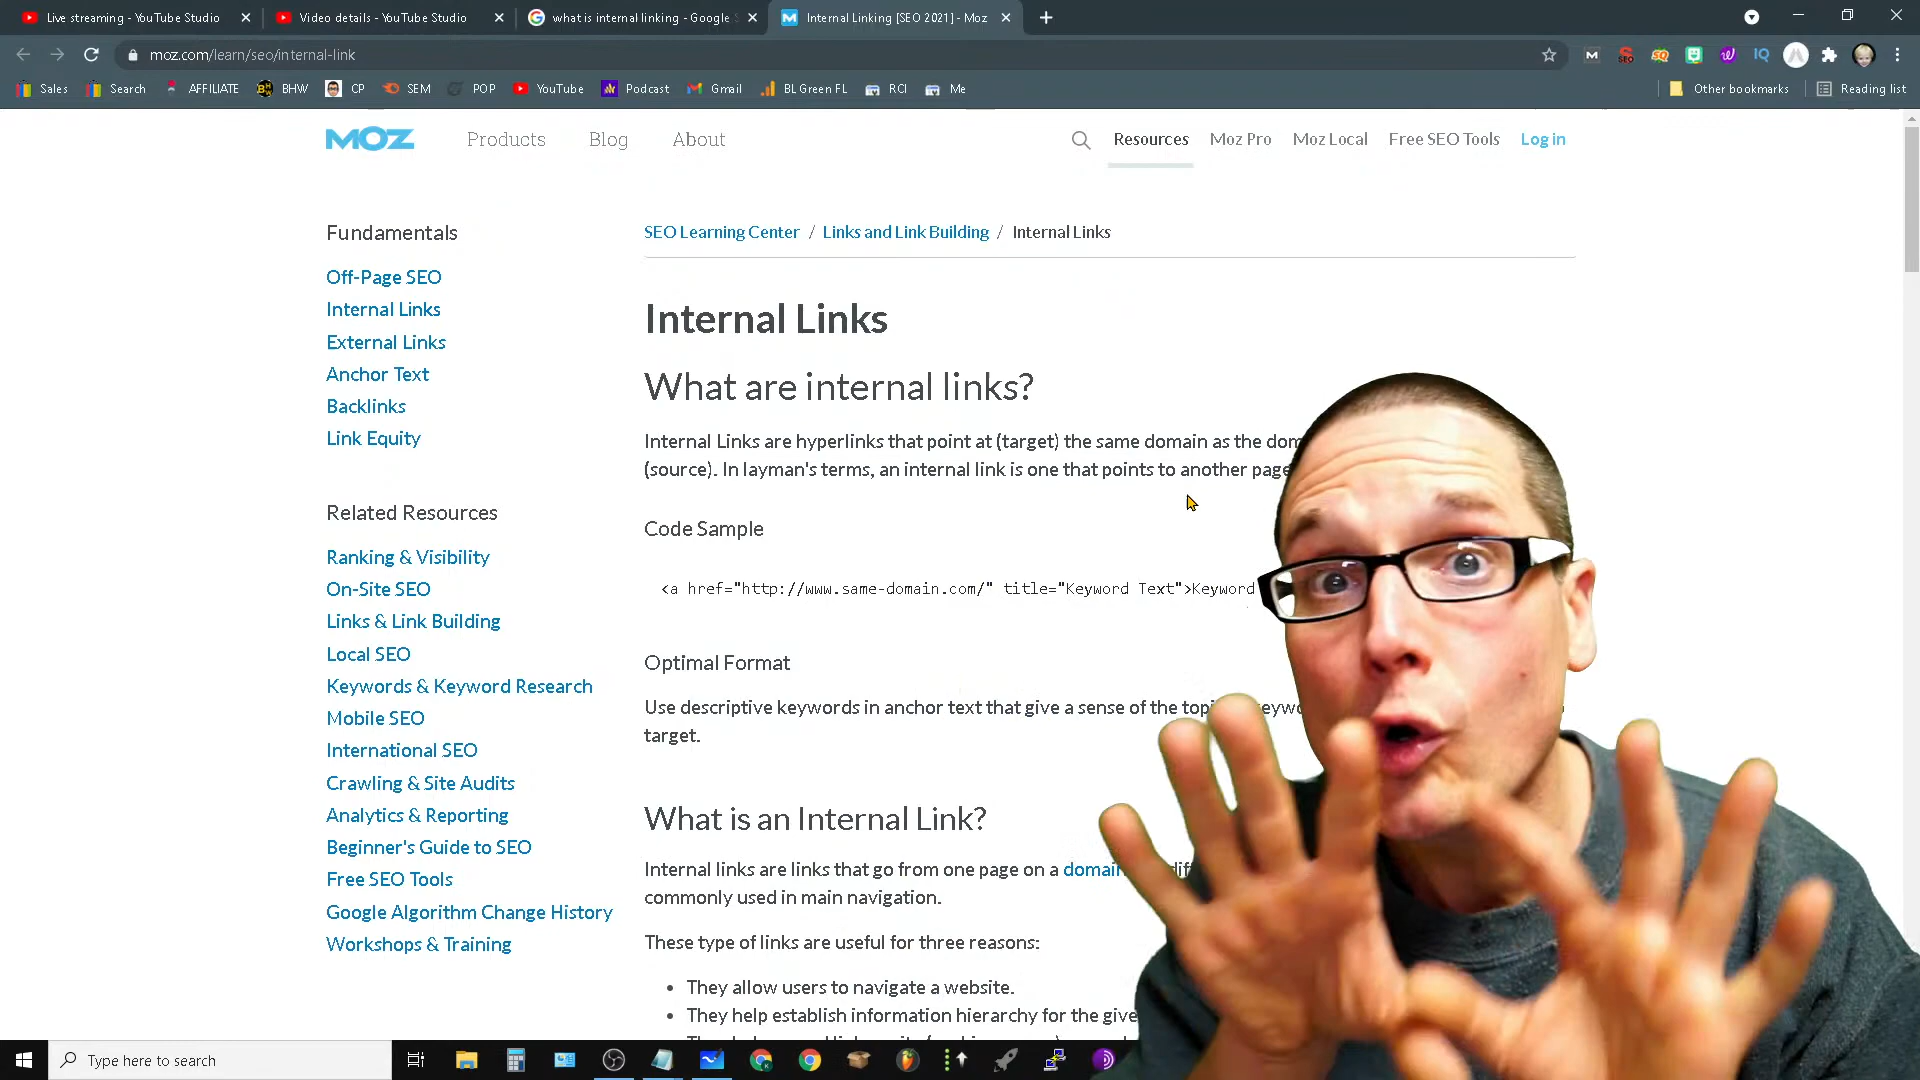 Live streaming - YouTube Studio
Video details - YouTube Studio
what is internal linking - Google S
Internal Linking [SEO 2021] - Moz
moz.com/learn/seo/internal-link
Sales
Search
AFFILIATE
BHW
CP
SEM
POP
YouTube
Podcast
Gmail
BL Green FL
RCI
Me
Other bookmarks
Reading list
MOZ
Products
Blog
About
Resources
Moz Pro
Moz Local
Free SEO Tools
Log in
Fundamentals
Off-Page SEO
Internal Links
External Links
Anchor Text
Backlinks
Link Equity
Related Resources
Ranking & Visibility
On-Site SEO
Links & Link Building
Local SEO
Keywords & Keyword Research
Mobile SEO
International SEO
Crawling & Site Audits
Analytics & Reporting
Beginner's Guide to SEO
Free SEO Tools
Google Algorithm Change History
Workshops & Training
SEO Learning Center / Links and Link Building / Internal Links
Internal Links
What are internal links?
Internal Links are hyperlinks that point at (target) the same domain as the
(source). In layman's terms, an internal link is one that points to another page
Code Sample
<a href="http://www.same-domain.com/" title="Keyword Text">Keyword
Optimal Format
Use descriptive keywords in anchor text that give a sense of the
target.
What is an Internal Link?
Internal links are links that go from one page on a domain
commonly used in main navigation.
These type of links are useful for three reasons:
They allow users to navigate a website.
They help establish information hierarchy for the
Type here to search